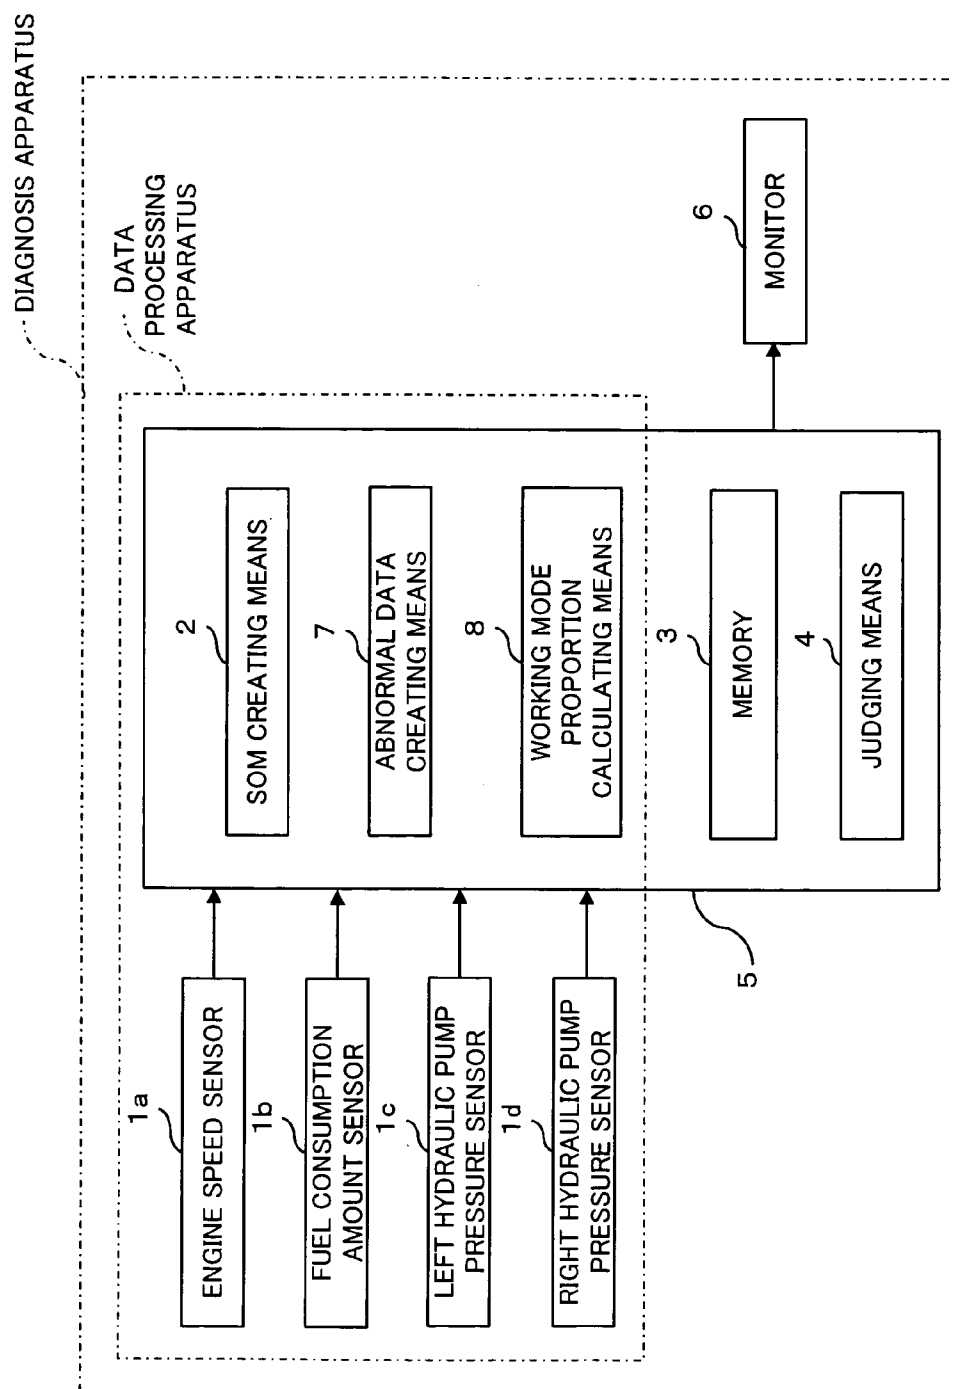 DIAGNOSIS APPARATUS
DATA
PROCESSING
APPARATUS
1a
ENGINE SPEED SENSOR
1b
FUEL CONSUMPTION
AMOUNT SENSOR
1c
LEFT HYDRAULIC PUMP
PRESSURE SENSOR
1d
RIGHT HYDRAULIC PUMP
PRESSURE SENSOR
2
SOM CREATING MEANS
7
ABNORMAL DATA
CREATING MEANS
8
WORKING MODE
PROPORTION
CALCULATING MEANS
3
MEMORY
4
JUDGING MEANS
5
6
MONITOR